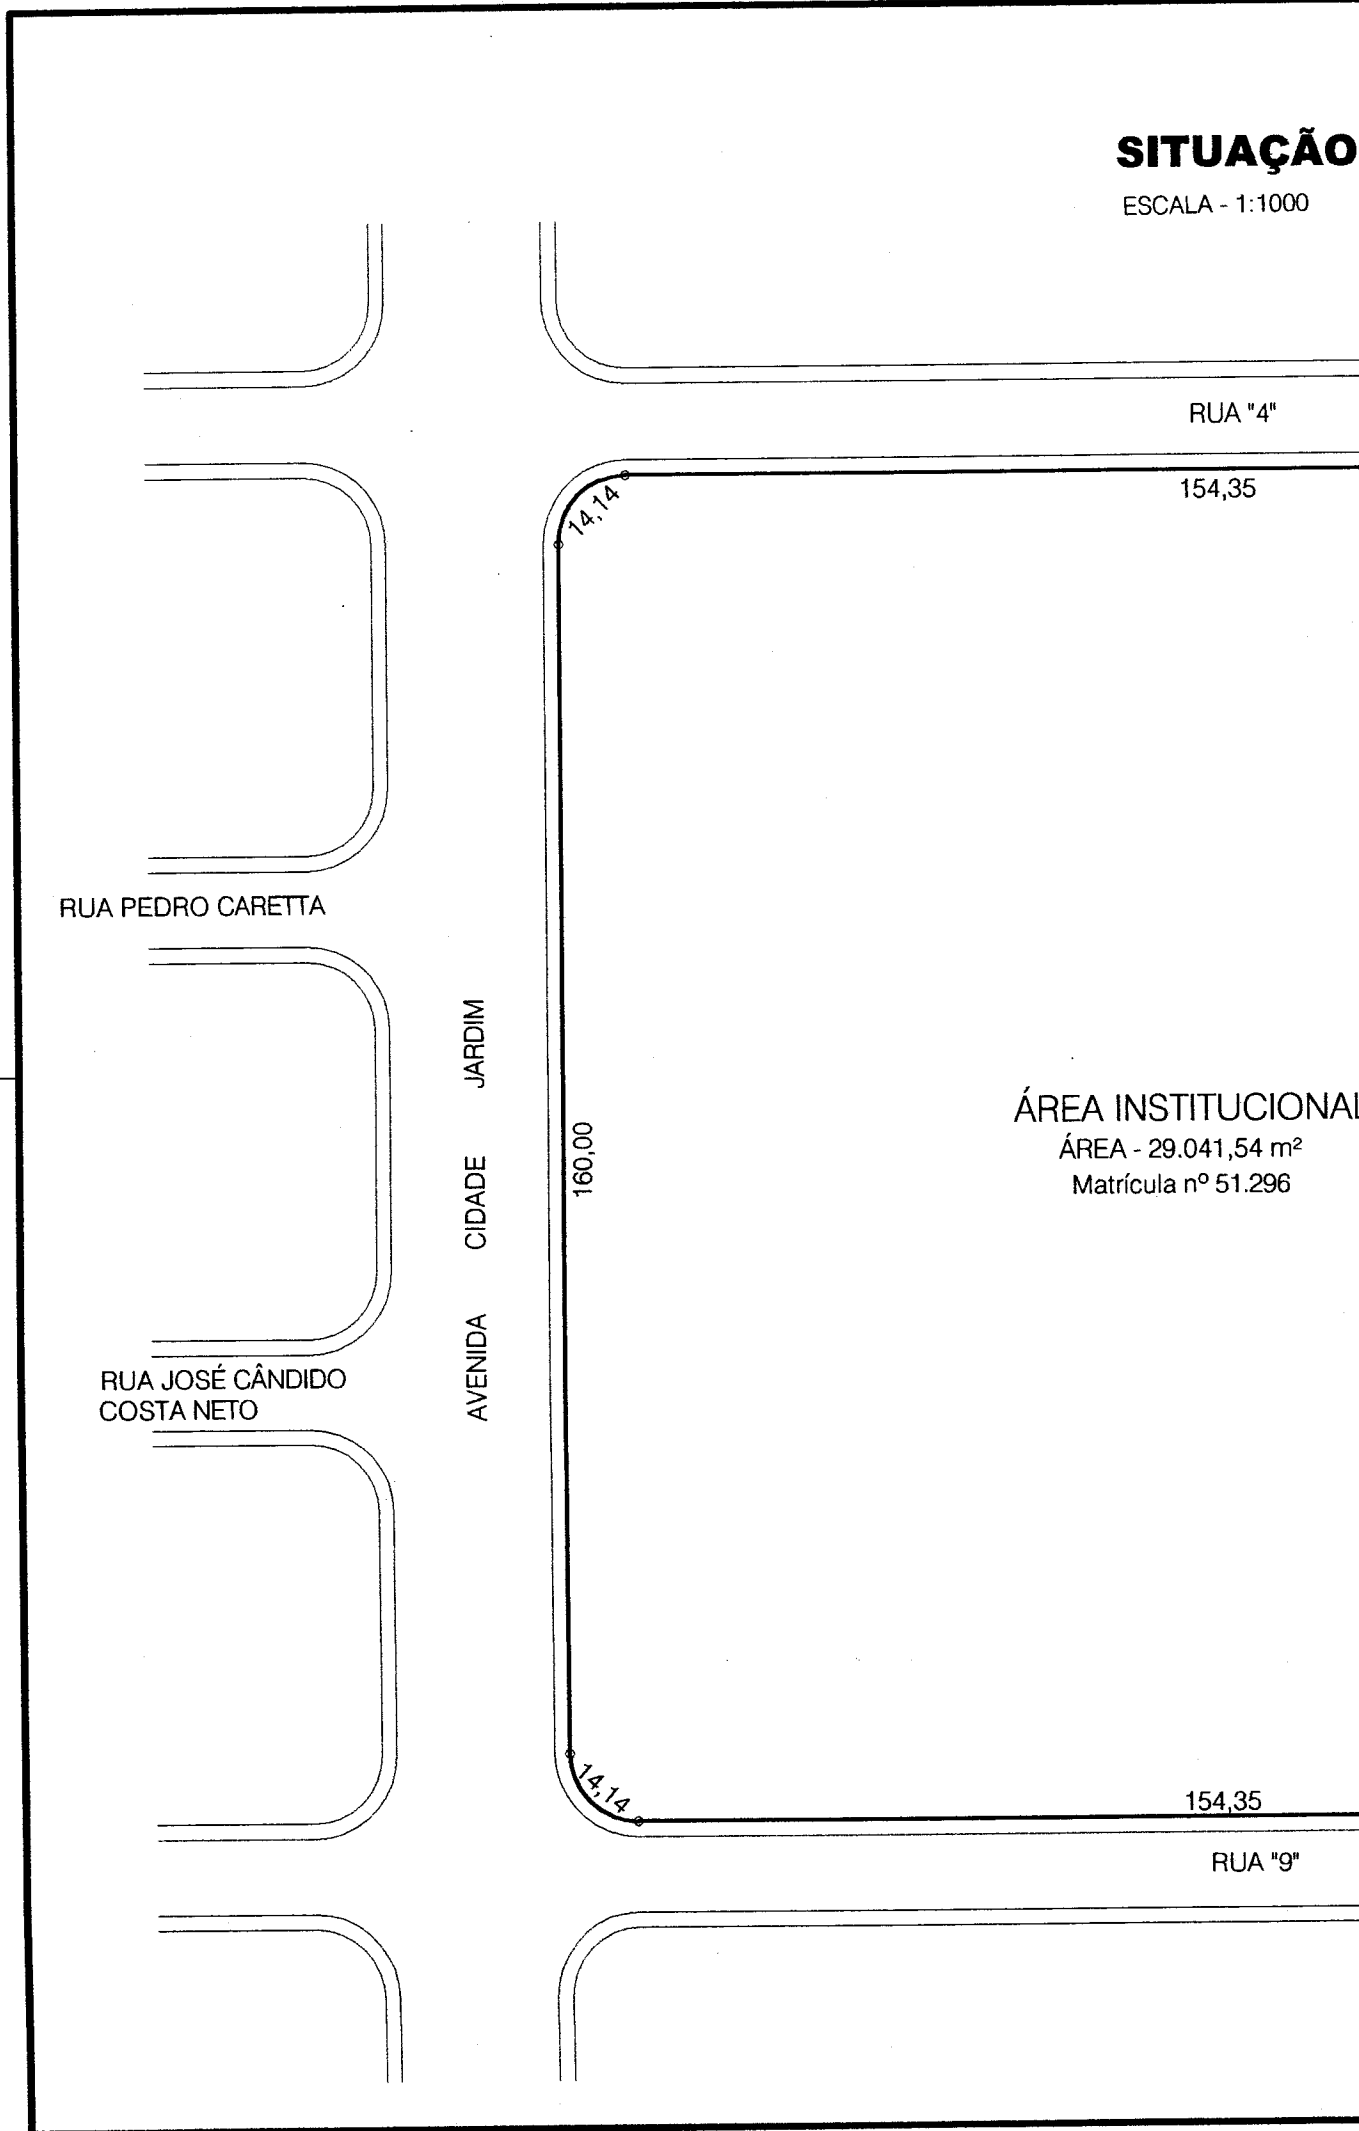 SITUAÇÃO
ESCALA - 1:1000
RUA "4"
154,35
14,14
RUA PEDRO CARETTA
AVENIDA CIDADE JARDIM
160,00
ÁREA INSTITUCIONAL
ÁREA - 29.041,54 m²
Matrícula nº 51.296
RUA JOSÉ CÂNDIDO
COSTA NETO
14,14
154,35
RUA "9"